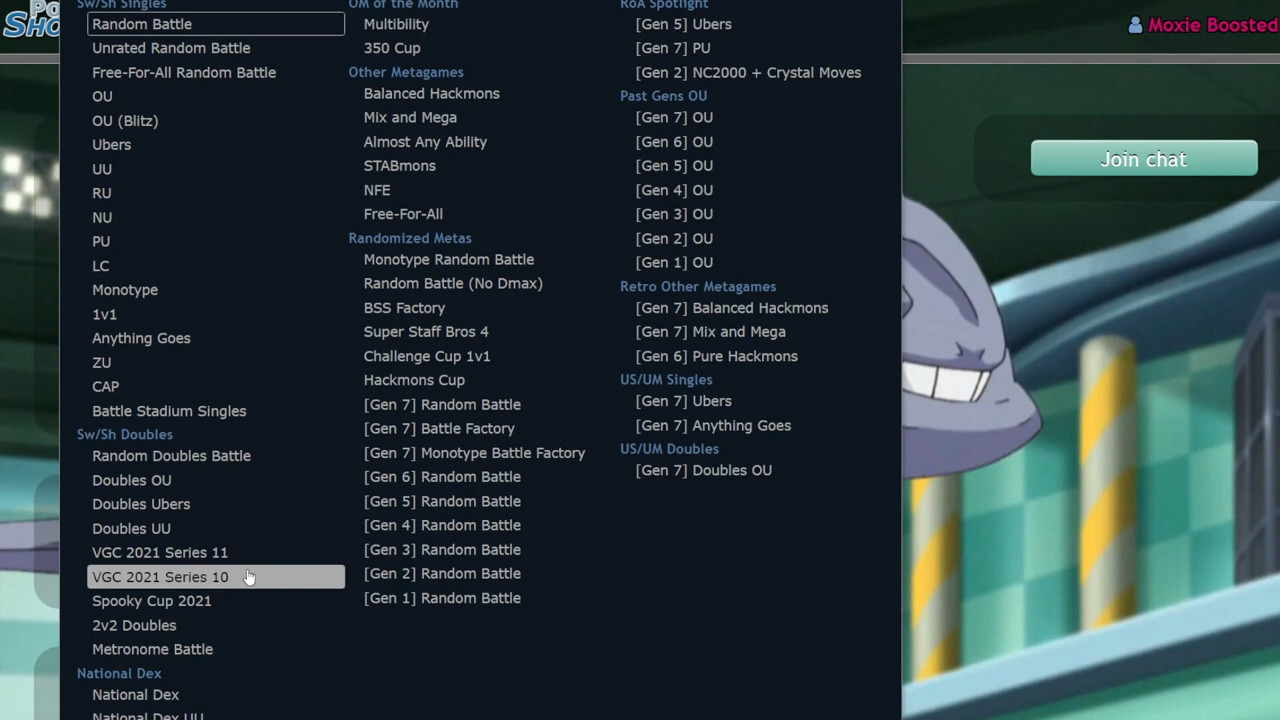 Po
SHO
Moxie Boosted
Join chat
Sw/Sh Singles
Random Battle
Unrated Random Battle
Free-For-All Random Battle
OU
OU (Blitz)
Ubers
UU
RU
NU
PU
LC
Monotype
1v1
Anything Goes
ZU
CAP
Battle Stadium Singles
Sw/Sh Doubles
Random Doubles Battle
Doubles OU
Doubles Ubers
Doubles UU
VGC 2021 Series 11
VGC 2021 Series 10
Spooky Cup 2021
2v2 Doubles
Metronome Battle
National Dex
National Dex
National Dex UU
OM of the Month
Multibility
350 Cup
Other Metagames
Balanced Hackmons
Mix and Mega
Almost Any Ability
STABmons
NFE
Free-For-All
Randomized Metas
Monotype Random Battle
Random Battle (No Dmax)
BSS Factory
Super Staff Bros 4
Challenge Cup 1v1
Hackmons Cup
[Gen 7] Random Battle
[Gen 7] Battle Factory
[Gen 7] Monotype Battle Factory
[Gen 6] Random Battle
[Gen 5] Random Battle
[Gen 4] Random Battle
[Gen 3] Random Battle
[Gen 2] Random Battle
[Gen 1] Random Battle
RoA Spotlight
[Gen 5] Ubers
[Gen 7] PU
[Gen 2] NC2000 + Crystal Moves
Past Gens OU
[Gen 7] OU
[Gen 6] OU
[Gen 5] OU
[Gen 4] OU
[Gen 3] OU
[Gen 2] OU
[Gen 1] OU
Retro Other Metagames
[Gen 7] Balanced Hackmons
[Gen 7] Mix and Mega
[Gen 6] Pure Hackmons
US/UM Singles
[Gen 7] Ubers
[Gen 7] Anything Goes
US/UM Doubles
[Gen 7] Doubles OU